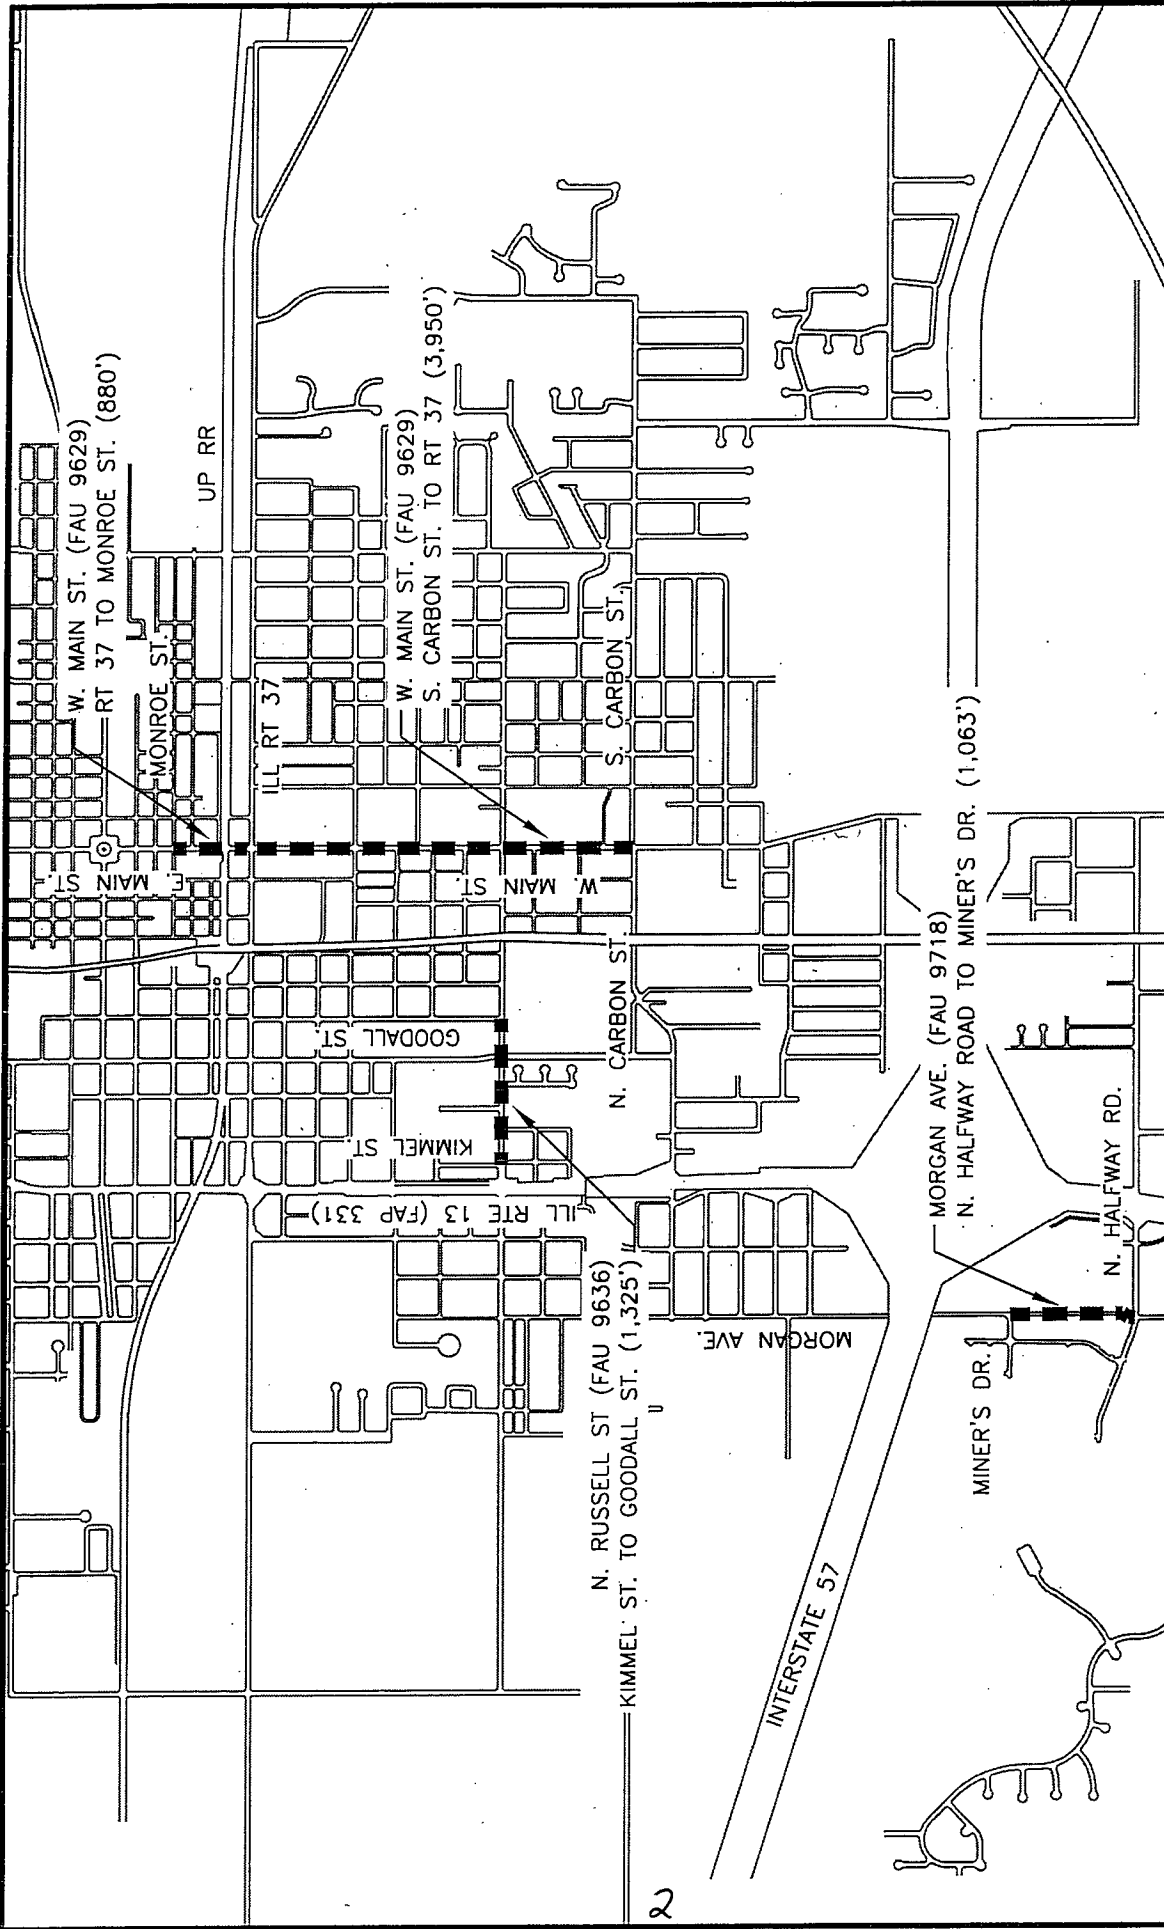 W. MAIN ST. (FAU 9629)
RT 37 TO MONROE ST. (880')
UP RR
MONROE ST.
ILL RT 37
W. MAIN ST. (FAU 9629)
S. CARBON ST. TO RT 37 (3,950')
S. CARBON ST.
E. MAIN ST.
W. MAIN ST.
N. CARBON ST.
GOODALL ST.
KIMMEL ST.
ILL RTE 13 (FAP 331)
MORGAN AVE. (FAU 9718)
N. HALFWAY ROAD TO MINER'S DR. (1,063')
N. HALFWAY RD.
N. RUSSELL ST (FAU 9636)
KIMMEL ST. TO GOODALL ST. (1,325')
MORGAN AVE.
MINER'S DR.
INTERSTATE 57
2